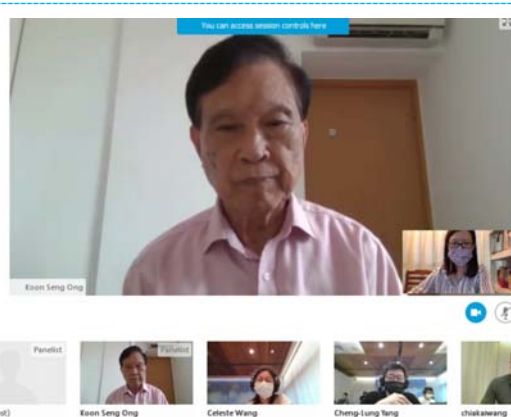 You can access session controls here
Koon Seng Ong
Panelist
Panelist
st)
Koon Seng Ong
Celeste Wang
Cheng-Lung Yang
chiakaiwang